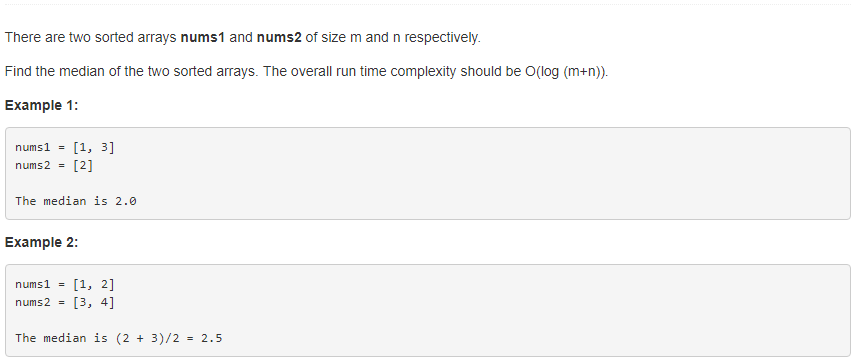 There are two sorted arrays nums1 and nums2 of size m and n respectively.
Find the median of the two sorted arrays. The overall run time complexity should be O(log (m+n)).
Example 1:
nums1 = [1, 3]
nums2 = [2]
The median is 2.0
Example 2:
nums1 = [1, 2]
nums2 = [3, 4]
The median is (2 + 3)/2 = 2.5